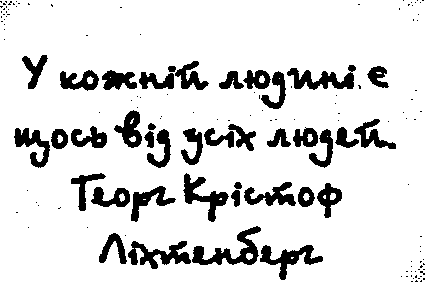 У кожній людині є
щось від усіх людей.
Георг Крістоф
Ліхтенберг